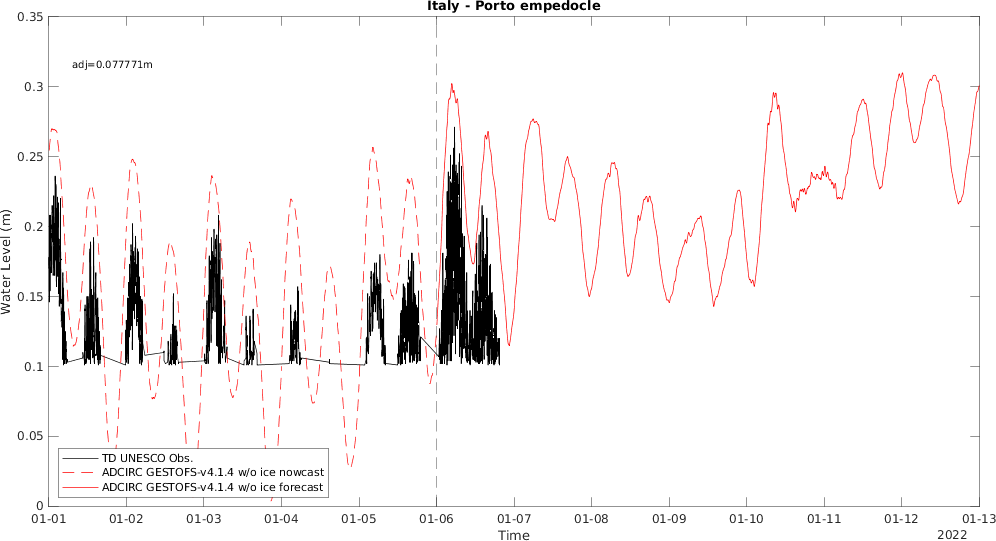 Italy - Porto empedocle
0.35
0.3
0.25
0.2
0.15
0.1
0.05
0
Water Level (m)
adj=0.077771m
TD UNESCO Obs.
ADCIRC GESTOFS-v4.1.4 w/o ice nowcast
ADCIRC GESTOFS-v4.1.4 w/o ice forecast
01-01 01-02 01-03 01-04 01-05 01-06 01-07 01-08 01-09 01-10 01-11 01-12 01-13
Time
2022